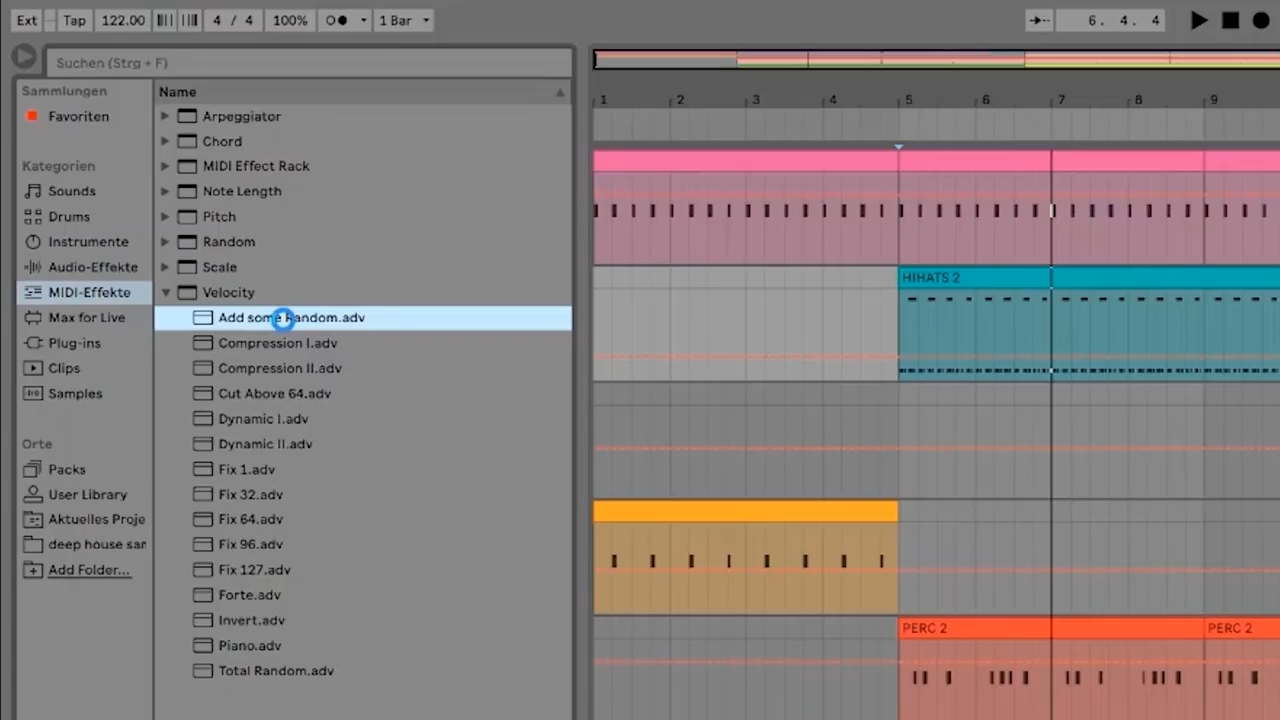 Ext Tap 122.00 4 / 4 100% 1 Bar 6. 4. 4
Suchen (Strg + F)
Sammlungen
Favoriten
Kategorien
Sounds
Drums
Instrumente
Audio-Effekte
MIDI-Effekte
Max for Live
Plug-ins
Clips
Samples
Orte
Packs
User Library
Aktuelles Proje
deep house sar
Add Folder...
Name
Arpeggiator
Chord
MIDI Effect Rack
Note Length
Pitch
Random
Scale
Velocity
Add some Random.adv
Compression I.adv
Compression II.adv
Cut Above 64.adv
Dynamic I.adv
Dynamic II.adv
Fix 1.adv
Fix 32.adv
Fix 64.adv
Fix 96.adv
Fix 127.adv
Forte.adv
Invert.adv
Piano.adv
Total Random.adv
1 2 3 4 5 6 7 8 9
HIHATS 2
PERC 2 PERC 2